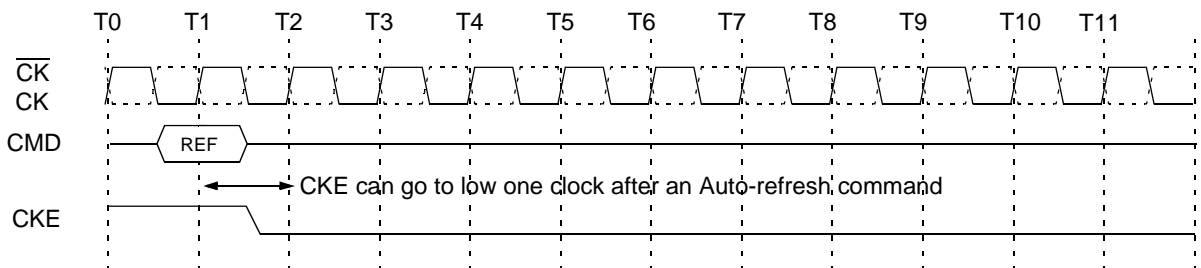 T0 T1 T2 T3 T4 T5 T6 T7 T8 T9 T10 T11
CK
CK
CMD REF
CKE can go to low one clock after an Auto-refresh command
CKE